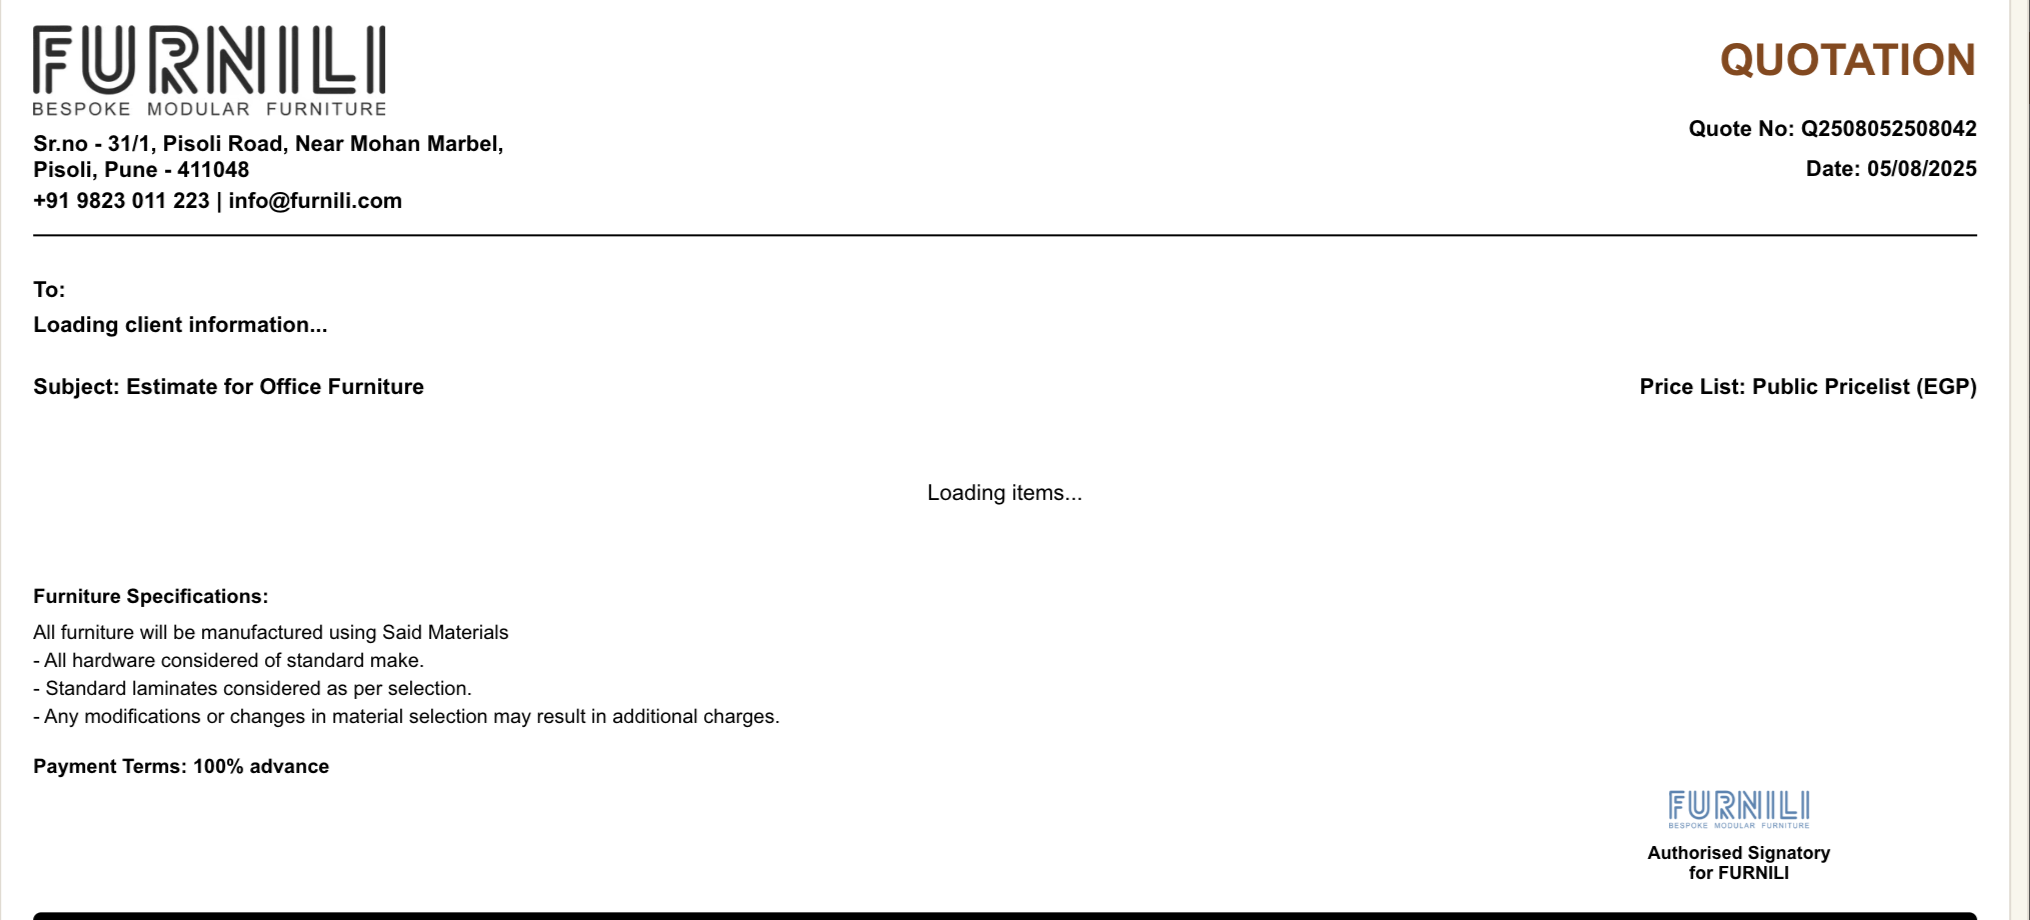 FURNILI
BESPOKE MODULAR FURNITURE
Sr.no - 31/1, Pisoli Road, Near Mohan Marbel,
Pisoli, Pune - 411048
+91 9823 011 223 | info@furnili.com
QUOTATION
Quote No: Q2508052508042
Date: 05/08/2025
To:
Loading client information...
Subject: Estimate for Office Furniture
Price List: Public Pricelist (EGP)
Loading items...
Furniture Specifications:
All furniture will be manufactured using Said Materials
- All hardware considered of standard make.
- Standard laminates considered as per selection.
- Any modifications or changes in material selection may result in additional charges.
Payment Terms: 100% advance
FURNILI
BESPOKE MODULAR FURNITURE
Authorised Signatory
for FURNILI